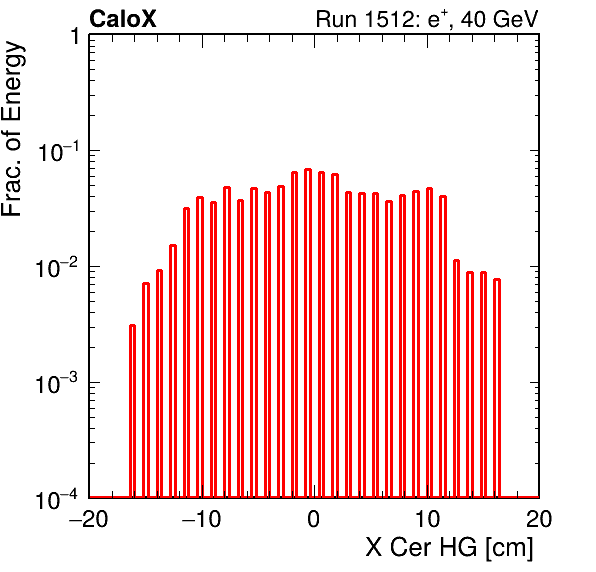 CaloX Run 1512: e⁺, 40 GeV
Frac. of Energy
1
10⁻¹
10⁻²
10⁻³
10⁻⁴
−20 −10 0 10 20
X Cer HG [cm]